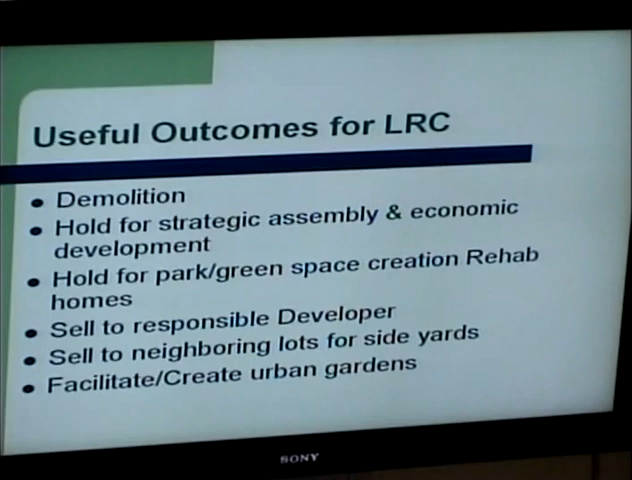 Useful Outcomes for LRC
● Demolition
● Hold for strategic assembly & economic
development
● Hold for park/green space creation Rehab
homes
● Sell to responsible Developer
● Sell to neighboring lots for side yards
● Facilitate/Create urban gardens
SONY